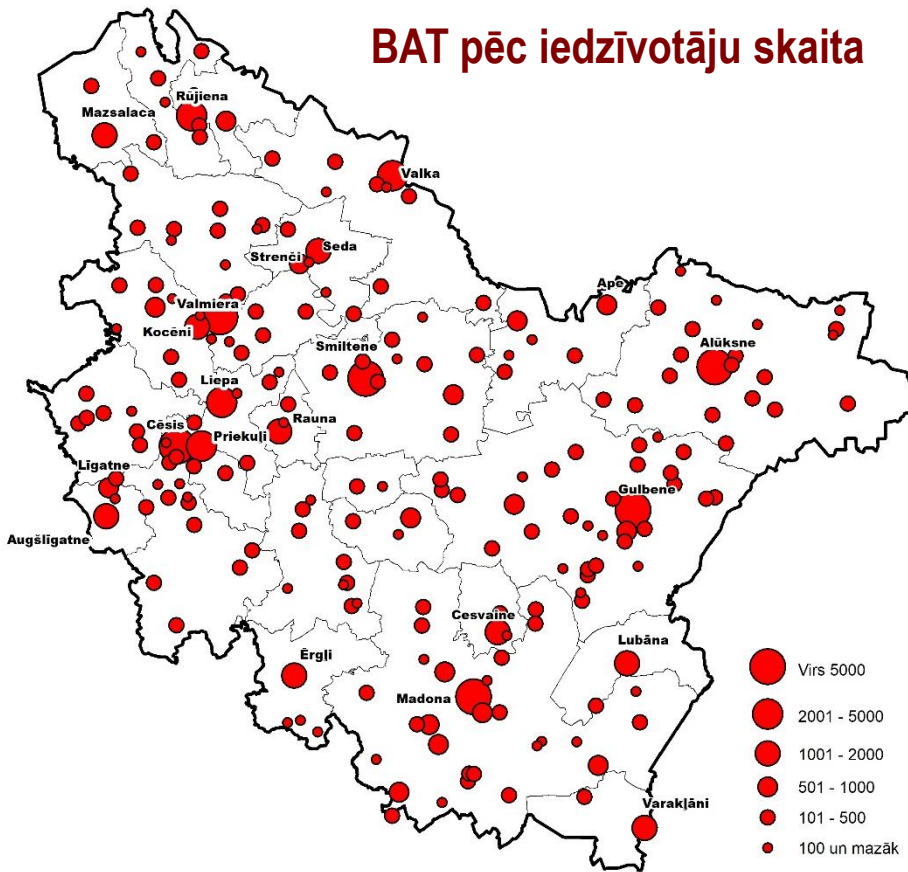 BAT pēc iedzīvotāju skaita
Rūjiena
Mazsalaca
Valka
Seda
Strenči
Ape
Valmiera
Kocēni
Alūksne
Smiltene
Liepa
Rauna
Cēsis
Priekuļi
Līgatne
Gulbene
Augšlīgatne
Cesvaine
Lubāna
Ērgļi
Madona
Varakļāni
Virs 5000
2001 - 5000
1001 - 2000
501 - 1000
101 - 500
100 un mazāk